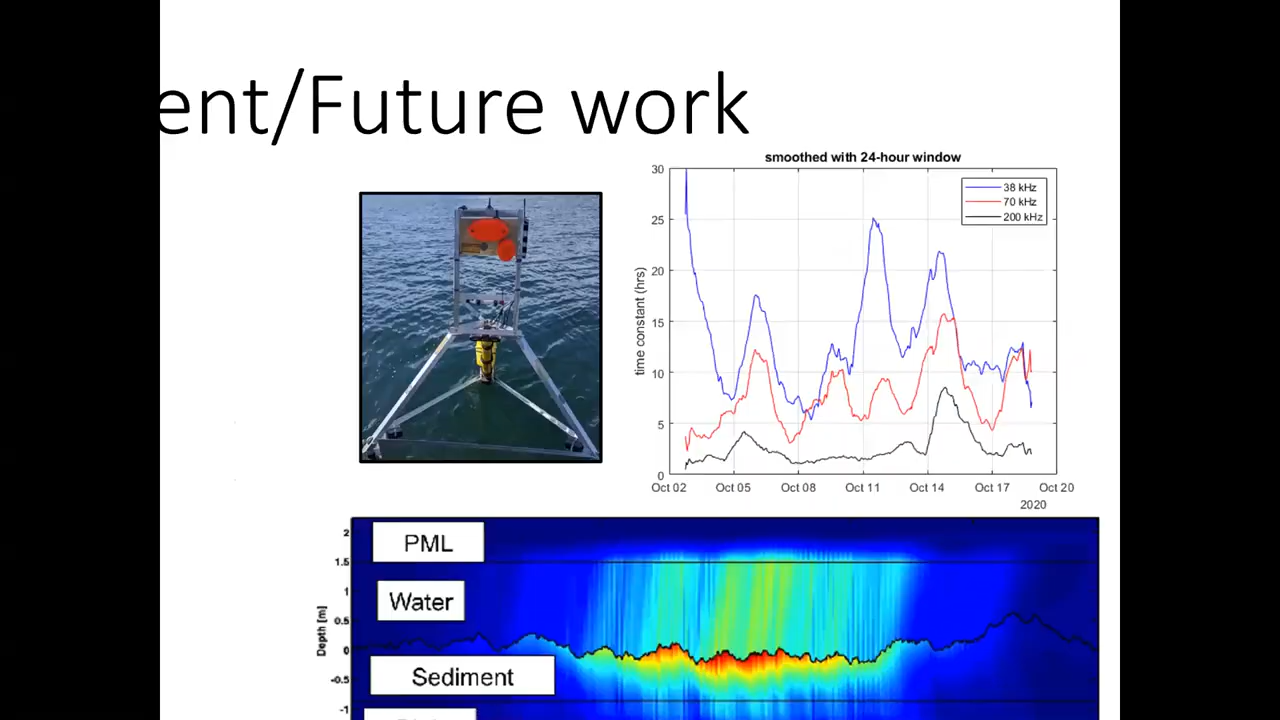 ent/Future work
smoothed with 24-hour window
30
25
20
15
10
5
0
time constant (hrs)
38 kHz
70 kHz
200 kHz
Oct 02 Oct 05 Oct 08 Oct 11 Oct 14 Oct 17 Oct 20
2020
2
1.5
1
0.5
0
-0.5
-1
Depth [m]
PML
Water
Sediment